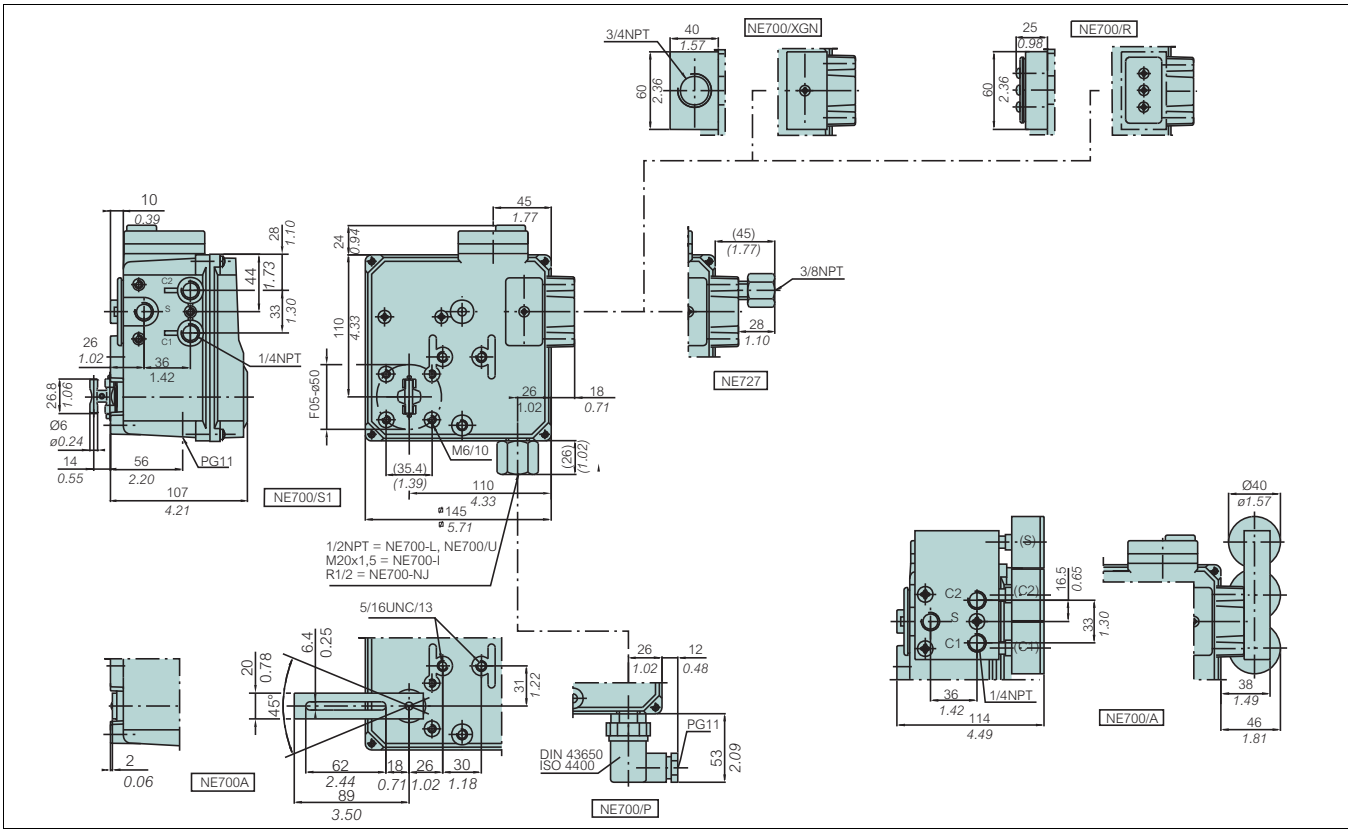 3/4NPT
40
1.57
NE700/XGN
60
2.36
25
0.98
NE700/R
60
2.36
10
0.39
28
1.10
44
1.73
33
1.30
C2
S
C1
26
1.02
36
1.42
1/4NPT
26.8
1.06
Ø6
ø0.24
14
0.55
56
2.20
PG11
107
4.21
NE700/S1
45
1.77
24
0.94
110
4.33
F05-ø50
26
1.02
18
0.71
M6/10
(35.4)
(1.39)
(26)
(1.02)
110
4.33
145
5.71
(45)
(1.77)
3/8NPT
28
1.10
NE727
1/2NPT = NE700-L, NE700/U
M20x1,5 = NE700-I
R1/2 = NE700-NJ
5/16UNC/13
20
0.78
6.4
0.25
45°
31
1.22
2
0.06
NE700A
62
2.44
18
0.71
26
1.02
30
1.18
89
3.50
26
1.02
12
0.48
PG11
DIN 43650
ISO 4400
53
2.09
NE700/P
(S)
C2
(C2)
S
C1
(C1)
16.5
0.65
33
1.30
36
1.42
1/4NPT
114
4.49
Ø40
ø1.57
38
1.49
46
1.81
NE700/A